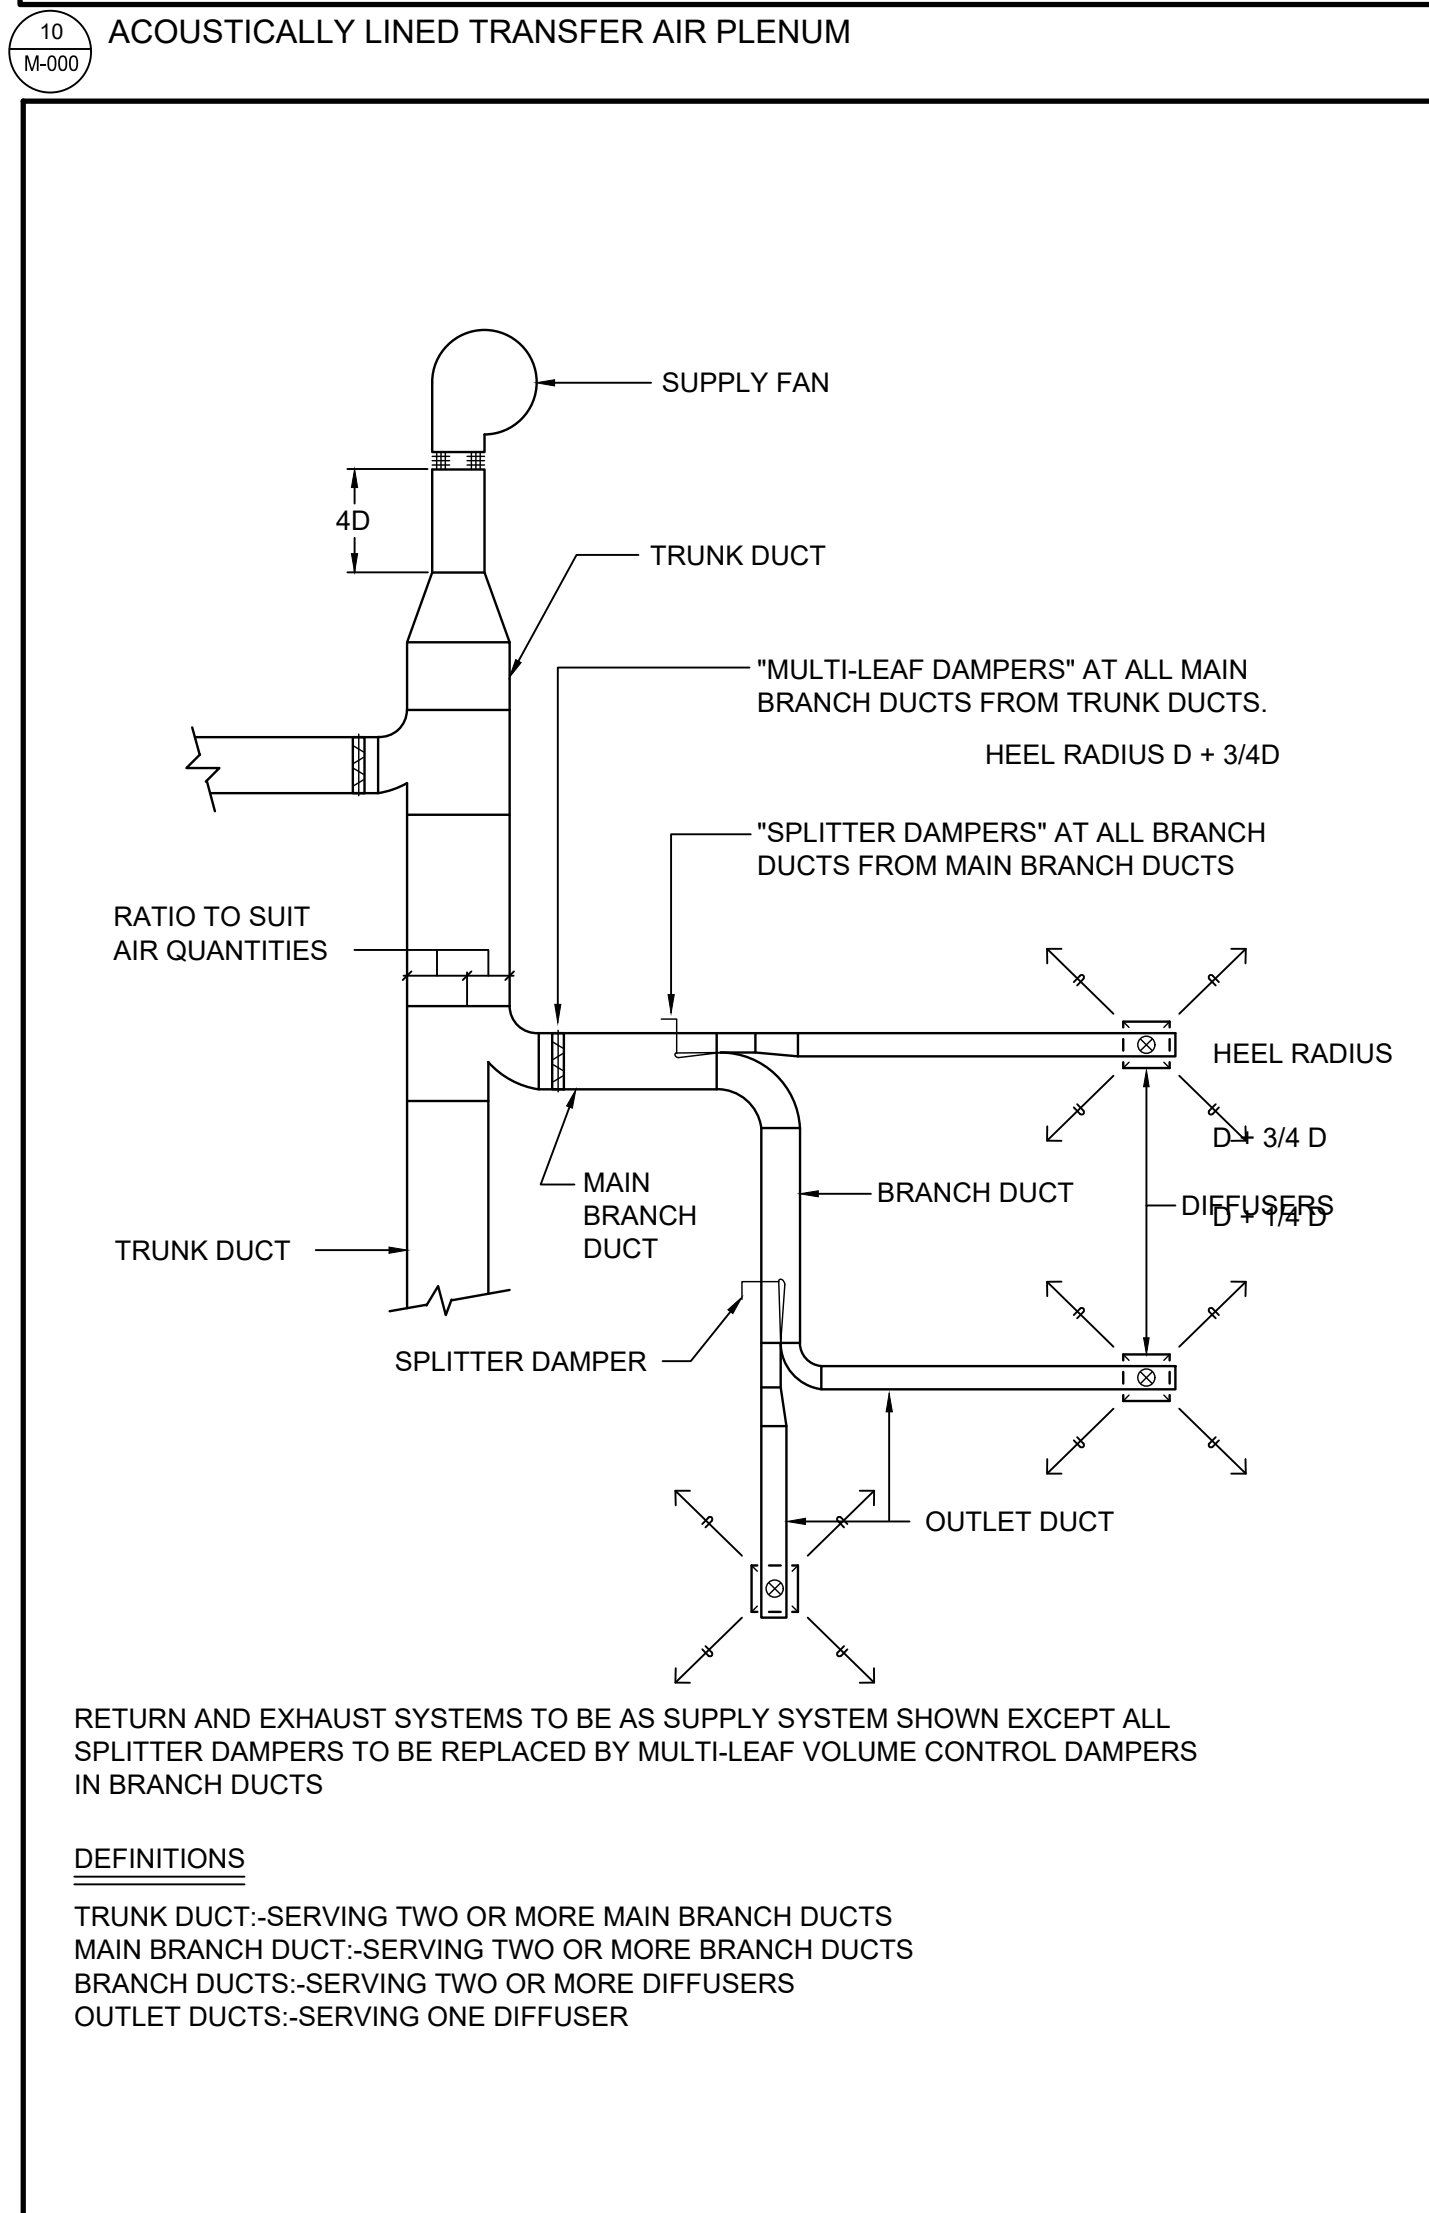 10
M-000
ACOUSTICALLY LINED TRANSFER AIR PLENUM
SUPPLY FAN
4D
TRUNK DUCT
"MULTI-LEAF DAMPERS" AT ALL MAIN
BRANCH DUCTS FROM TRUNK DUCTS.
HEEL RADIUS D + 3/4D
"SPLITTER DAMPERS" AT ALL BRANCH
DUCTS FROM MAIN BRANCH DUCTS
RATIO TO SUIT
AIR QUANTITIES
HEEL RADIUS
D + 3/4 D
MAIN
BRANCH
DUCT
BRANCH DUCT
DIFFUSERS
D + 1/4 D
TRUNK DUCT
SPLITTER DAMPER
OUTLET DUCT
RETURN AND EXHAUST SYSTEMS TO BE AS SUPPLY SYSTEM SHOWN EXCEPT ALL
SPLITTER DAMPERS TO BE REPLACED BY MULTI-LEAF VOLUME CONTROL DAMPERS
IN BRANCH DUCTS
DEFINITIONS
TRUNK DUCT:-SERVING TWO OR MORE MAIN BRANCH DUCTS
MAIN BRANCH DUCT:-SERVING TWO OR MORE BRANCH DUCTS
BRANCH DUCTS:-SERVING TWO OR MORE DIFFUSERS
OUTLET DUCTS:-SERVING ONE DIFFUSER